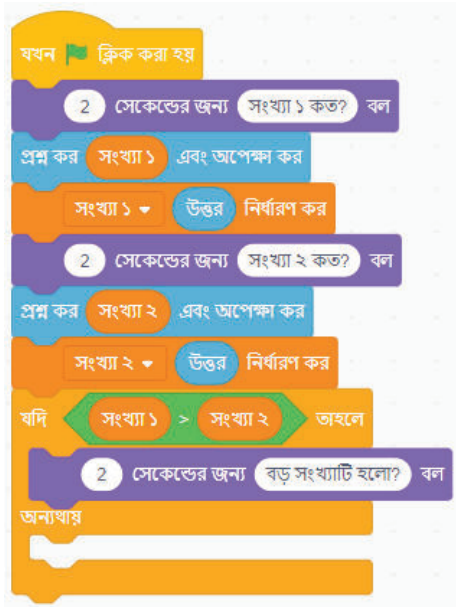 যখন ক্লিক করা হয়
2 সেকেন্ডের জন্য সংখ্যা ১ কত? বল
প্রশ্ন কর সংখ্যা ১ এবং অপেক্ষা কর
সংখ্যা ১ উত্তর নির্ধারণ কর
2 সেকেন্ডের জন্য সংখ্যা ২ কত? বল
প্রশ্ন কর সংখ্যা ২ এবং অপেক্ষা কর
সংখ্যা ২ উত্তর নির্ধারণ কর
যদি সংখ্যা ১ > সংখ্যা ২ তাহলে
2 সেকেন্ডের জন্য বড় সংখ্যাটি হলো? বল
অন্যথায়